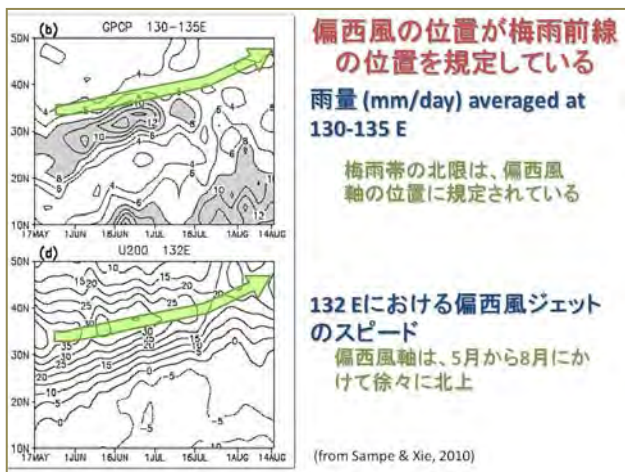 (b) GPCP 130-135E
50N
40N
30N
20N
10N
17MAY 1JUN 16JUN 1JUL 16JUL 1AUG 14AUG
(d) U200 132E
50N
40N
30N
20N
10N
17MAY 1JUN 16JUN 1JUL 16JUL 1AUG 14AUG
偏西風の位置が梅雨前線
の位置を規定している
雨量 (mm/day) averaged at
130-135 E
梅雨帯の北限は、偏西風
軸の位置に規定されている
132 Eにおける偏西風ジェット
のスピード
偏西風軸は、5月から8月にか
けて徐々に北上
(from Sampe & Xie, 2010)